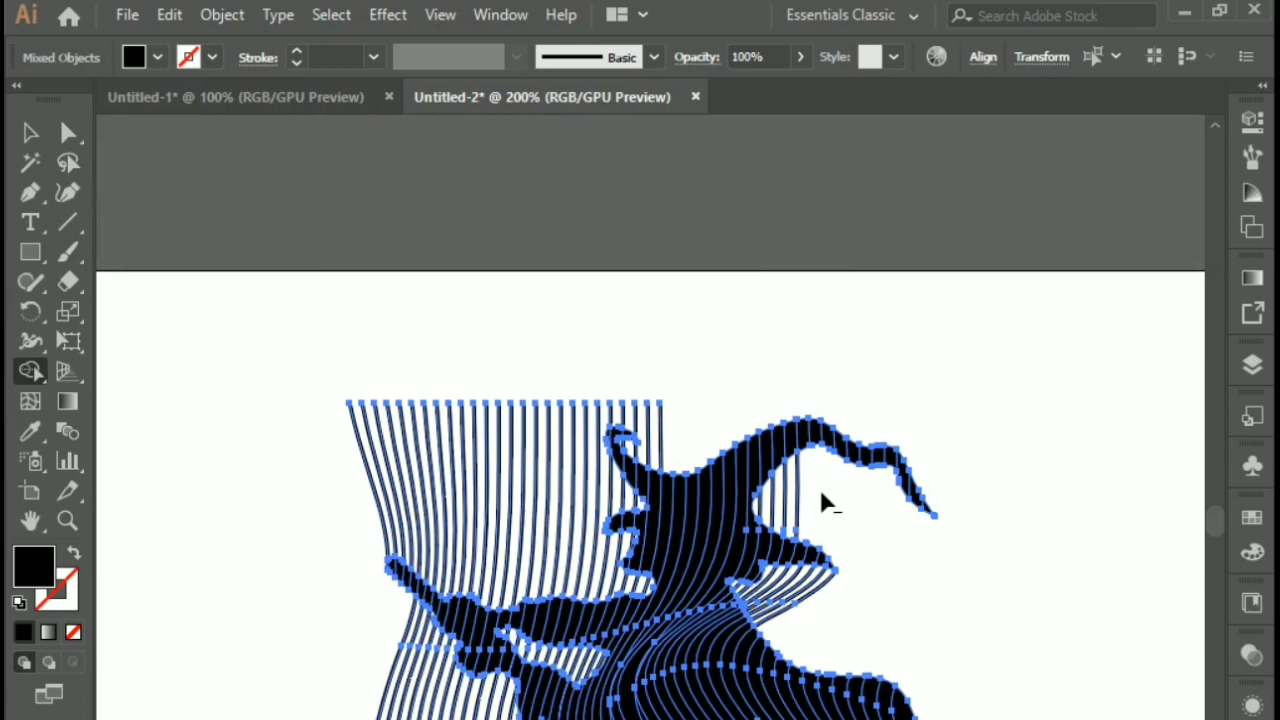 Ai File Edit Object Type Select Effect View Window Help Essentials Classic Search Adobe Stock
Mixed Objects Stroke: Basic Opacity: 100% Style: Align Transform
Untitled-1* @ 100% (RGB/GPU Preview) × Untitled-2* @ 200% (RGB/GPU Preview) ×